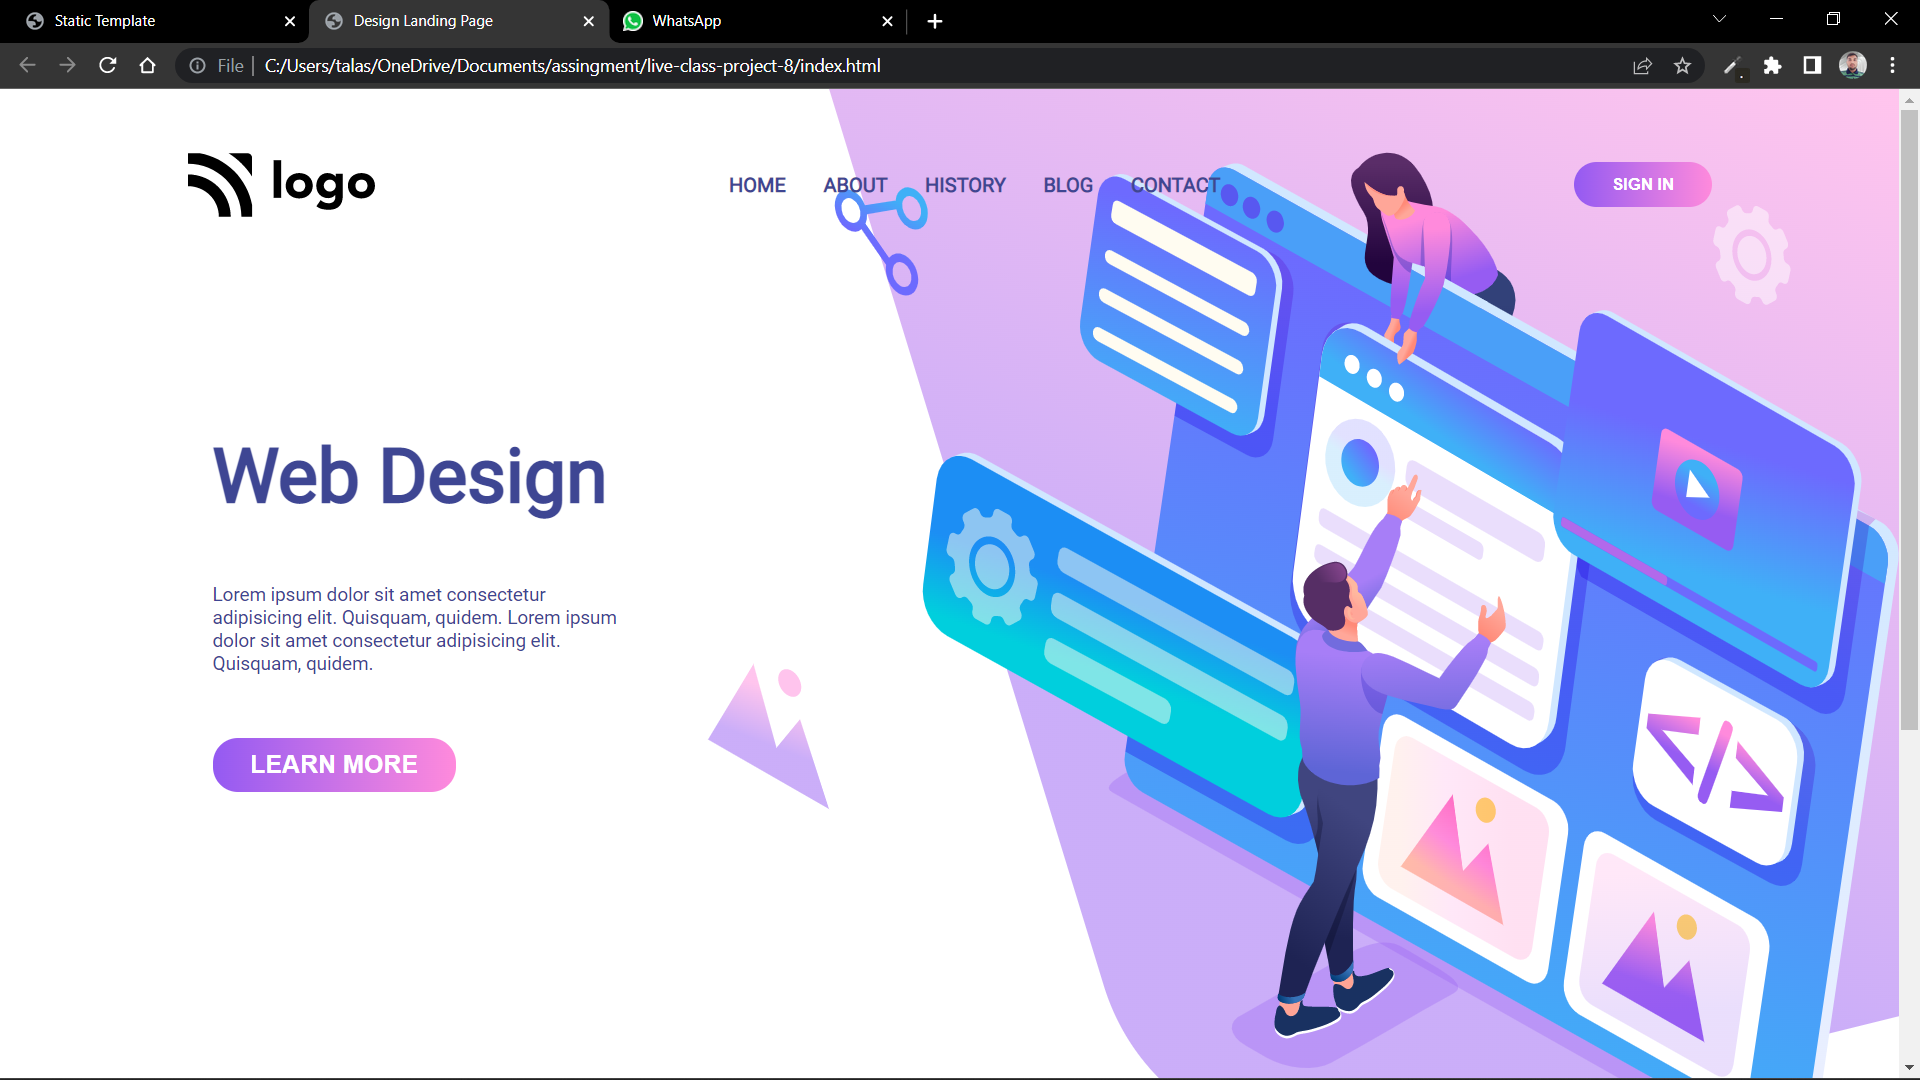 Static Template
Design Landing Page
WhatsApp
File
C:/Users/talas/OneDrive/Documents/assingment/live-class-project-8/index.html
logo
HOME
ABOUT
HISTORY
BLOG
CONTACT
SIGN IN
Web Design
Lorem ipsum dolor sit amet consectetur
adipisicing elit. Quisquam, quidem. Lorem ipsum
dolor sit amet consectetur adipisicing elit.
Quisquam, quidem.
LEARN MORE
</>